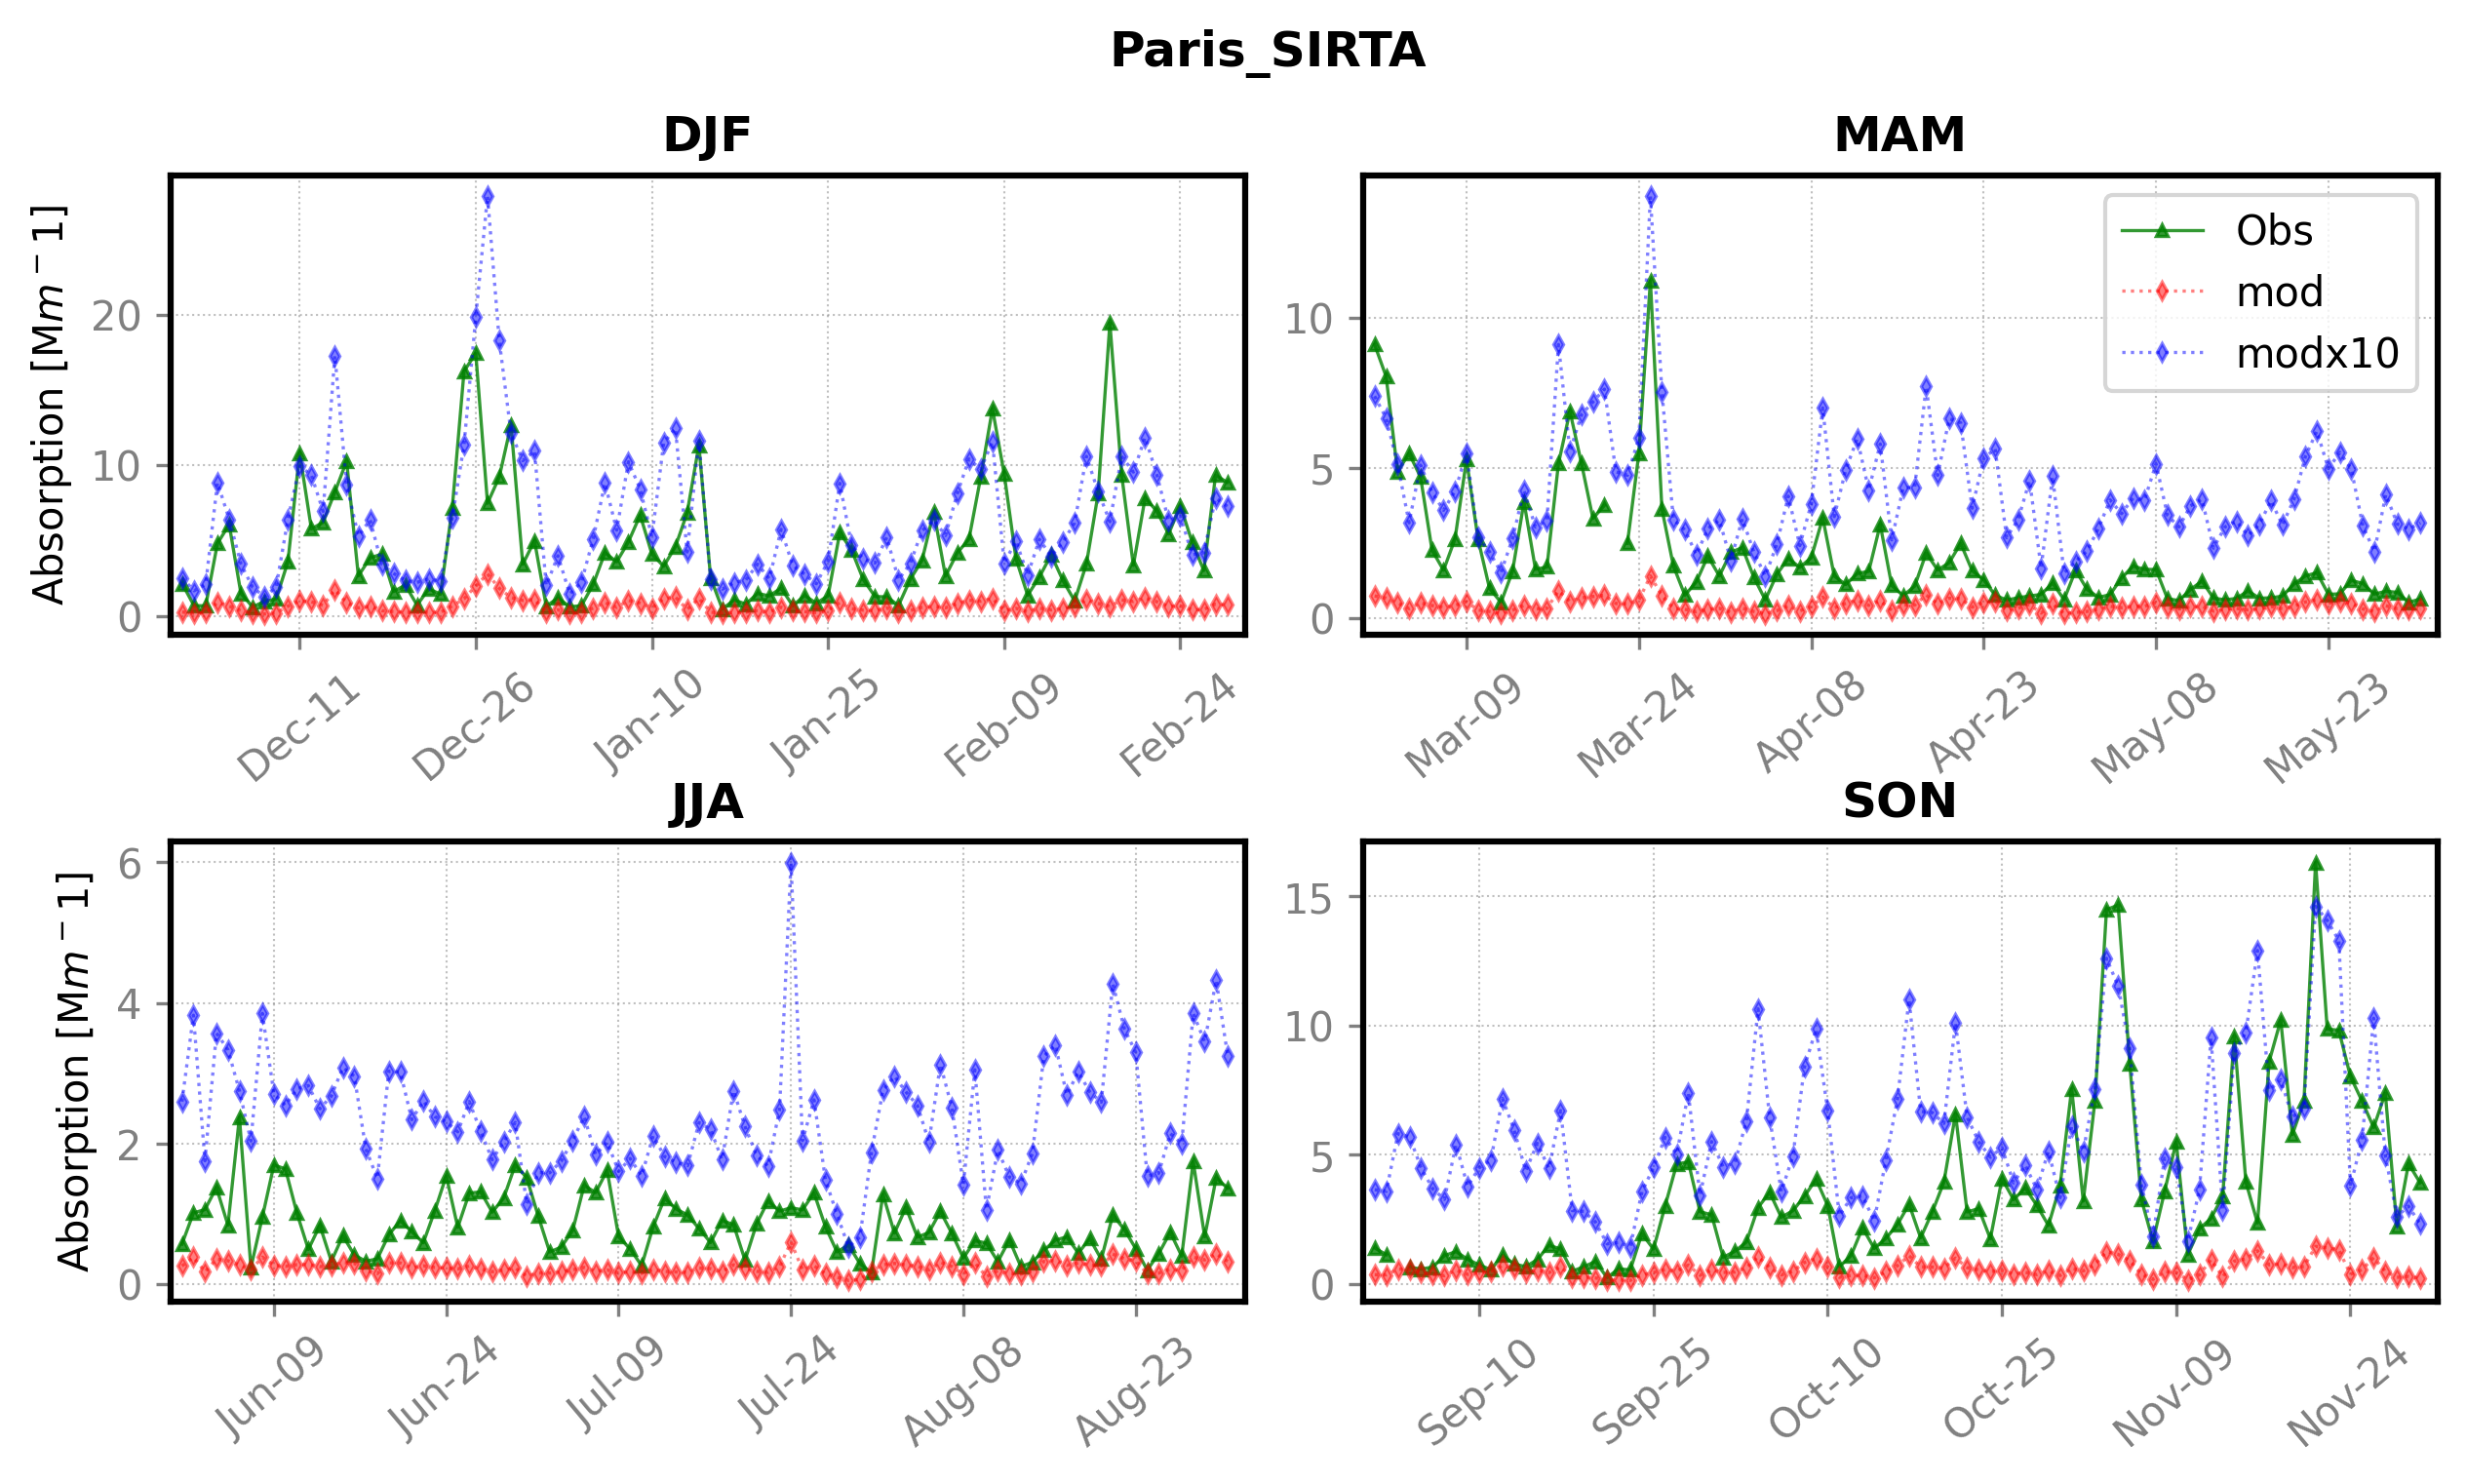 Paris_SIRTA
DJF
MAM
Absorption [Mm − 1]
20
10
0
Dec-11
Dec-26
Jan-10
Jan-25
Feb-09
Feb-24
10
5
0
Obs
mod
modx10
Mar-09
Mar-24
Apr-08
Apr-23
May-08
May-23
JJA
SON
Absorption [Mm − 1]
6
4
2
0
Jun-09
Jun-24
Jul-09
Jul-24
Aug-08
Aug-23
15
10
5
0
Sep-10
Sep-25
Oct-10
Oct-25
Nov-09
Nov-24